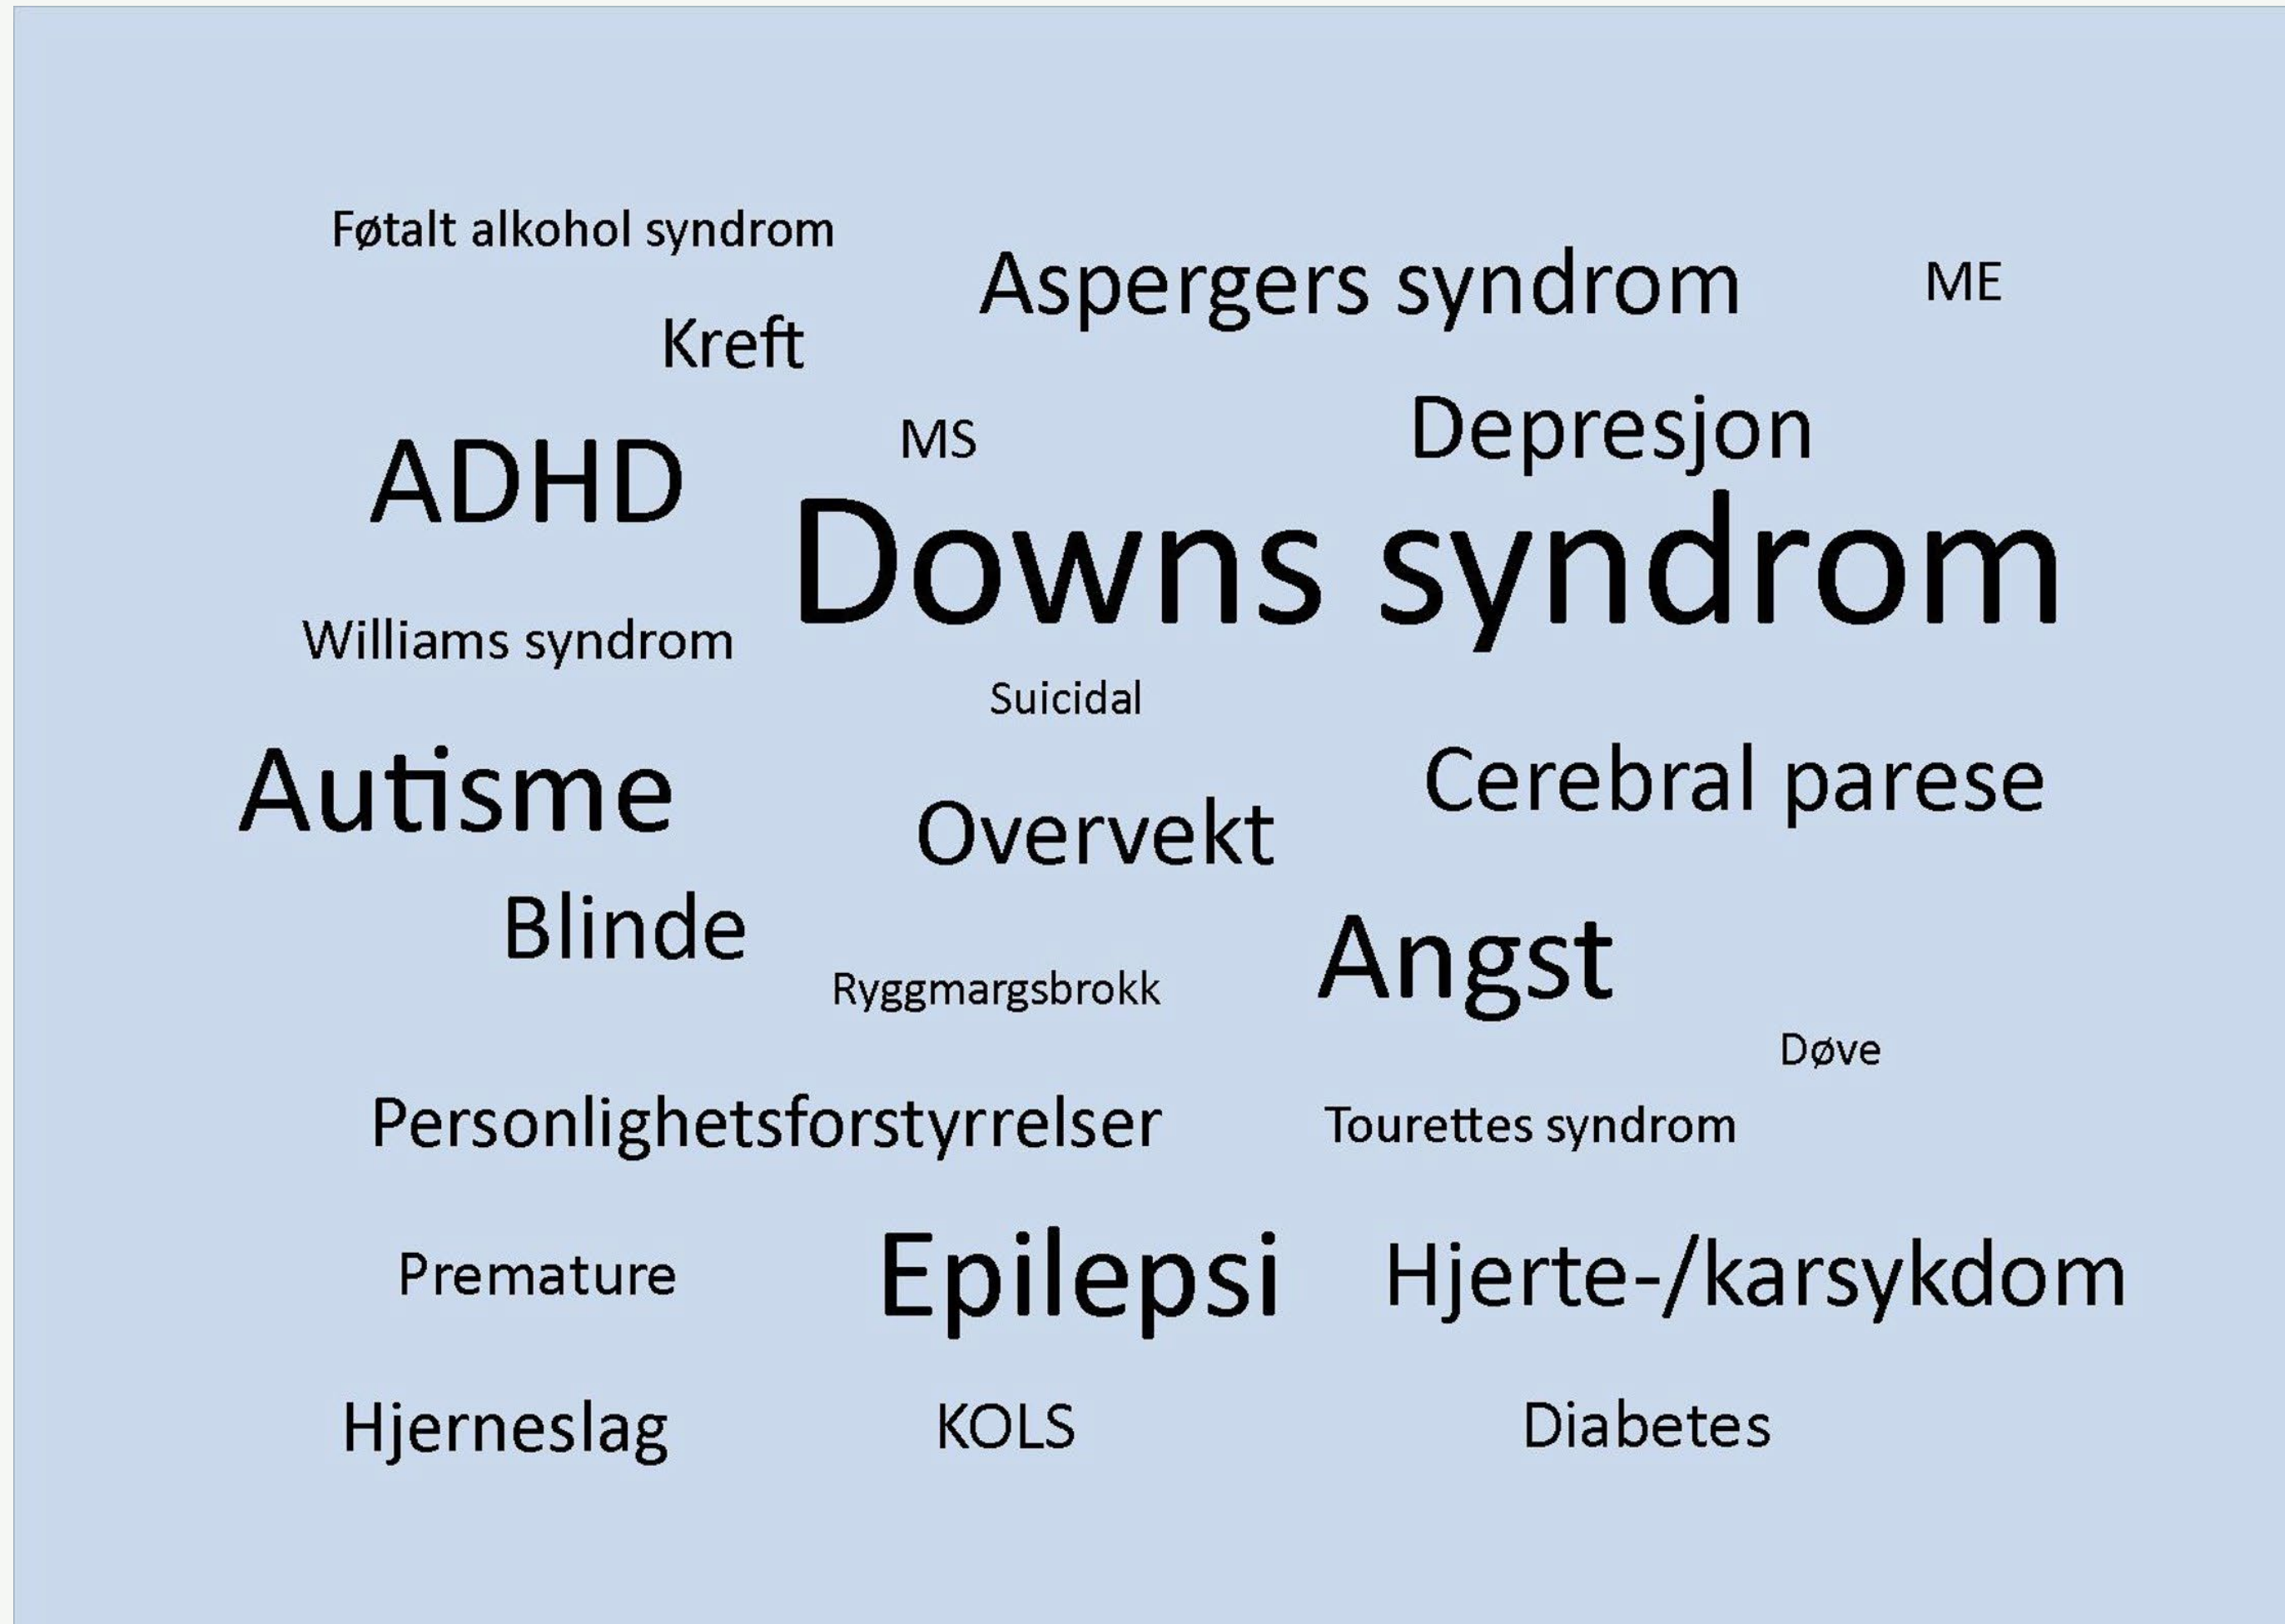 Føtalt alkohol syndrom
Aspergers syndrom
ME
Kreft
Depresjon
MS
ADHD
Downs syndrom
Williams syndrom
Suicidal
Autisme
Cerebral parese
Overvekt
Blinde
Angst
Ryggmargsbrokk
Døve
Personlighetsforstyrrelser
Tourettes syndrom
Premature
Epilepsi
Hjerte-/karsykdom
Hjerneslag
KOLS
Diabetes